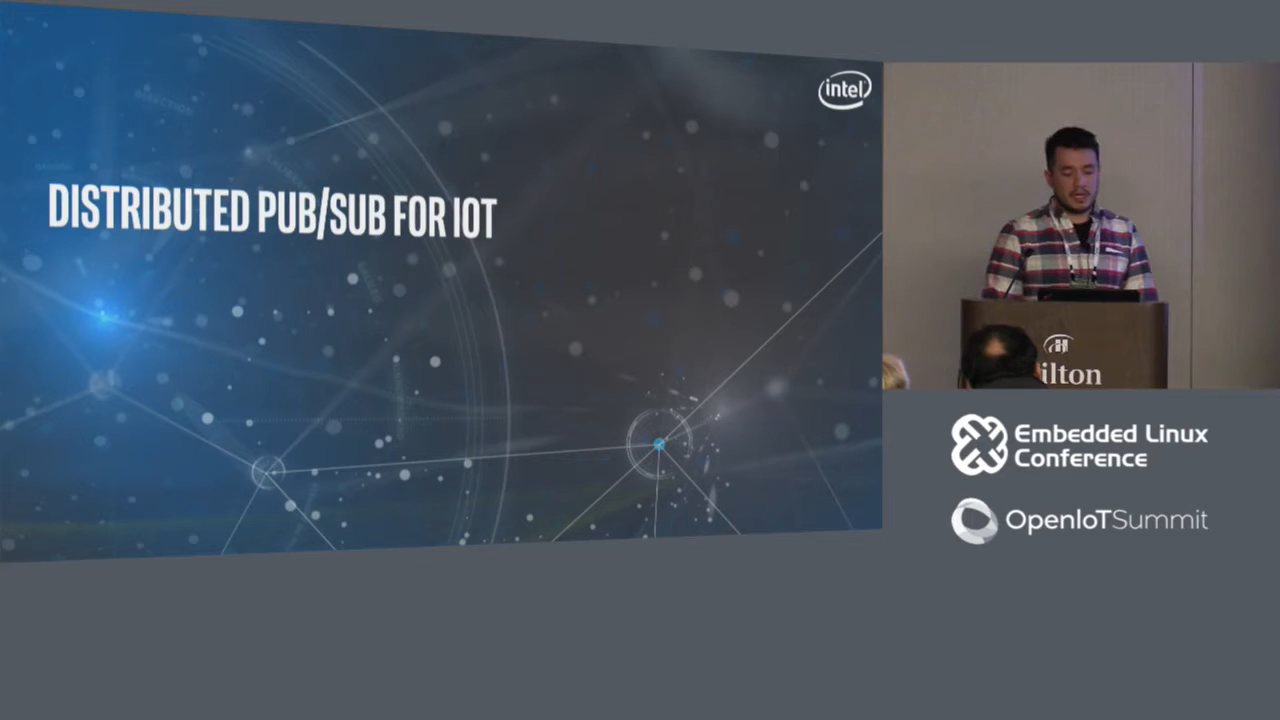 intel
DISTRIBUTED PUB/SUB FOR IOT
ilton
Embedded Linux
Conference
OpenIoTSummit